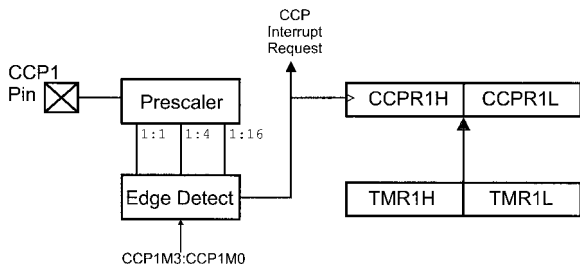 CCP
Interrupt
Request
CCP1
Pin
Prescaler
CCPR1H CCPR1L
1:1 1:4 1:16
Edge Detect
TMR1H TMR1L
CCP1M3:CCP1M0